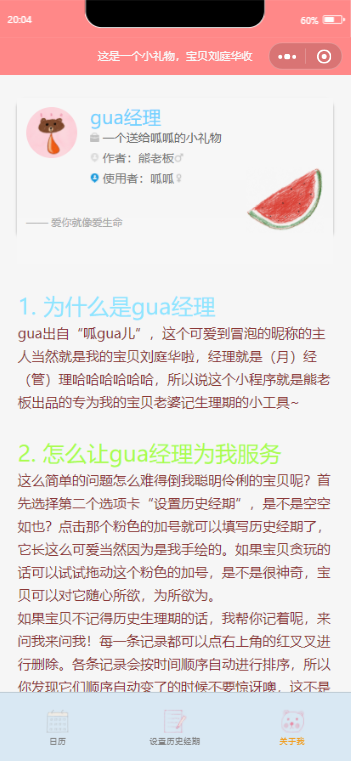 20:04
60%
这是一个小礼物，宝贝刘庭华收
gua经理
一个送给呱呱的小礼物
作者：熊老板♂
使用者：呱呱♀
—— 爱你就像爱生命
1. 为什么是gua经理
gua出自“呱gua儿”，这个可爱到冒泡的昵称的主
人当然就是我的宝贝刘庭华啦，经理就是（月）经
（管）理哈哈哈哈哈哈，所以说这个小程序就是熊老
板出品的专为我的宝贝老婆记生理期的小工具~
2. 怎么让gua经理为我服务
这么简单的问题怎么难得倒我聪明伶俐的宝贝呢？首
先选择第二个选项卡“设置历史经期”，是不是空空
如也？点击那个粉色的加号就可以填写历史经期了，
它长这么可爱当然因为是我手绘的。如果宝贝贪玩的
话可以试试拖动这个粉色的加号，是不是很神奇，宝
贝可以对它随心所欲，为所欲为。
如果宝贝不记得历史生理期的话，我帮你记着呢，来
问我来问我！每一条记录都可以点右上角的红叉叉进
行删除。各条记录会按时间顺序自动进行排序，所以
你发现它们顺序自动变了的时候不要惊讶噢，这不是
日历
设置历史经期
关于我